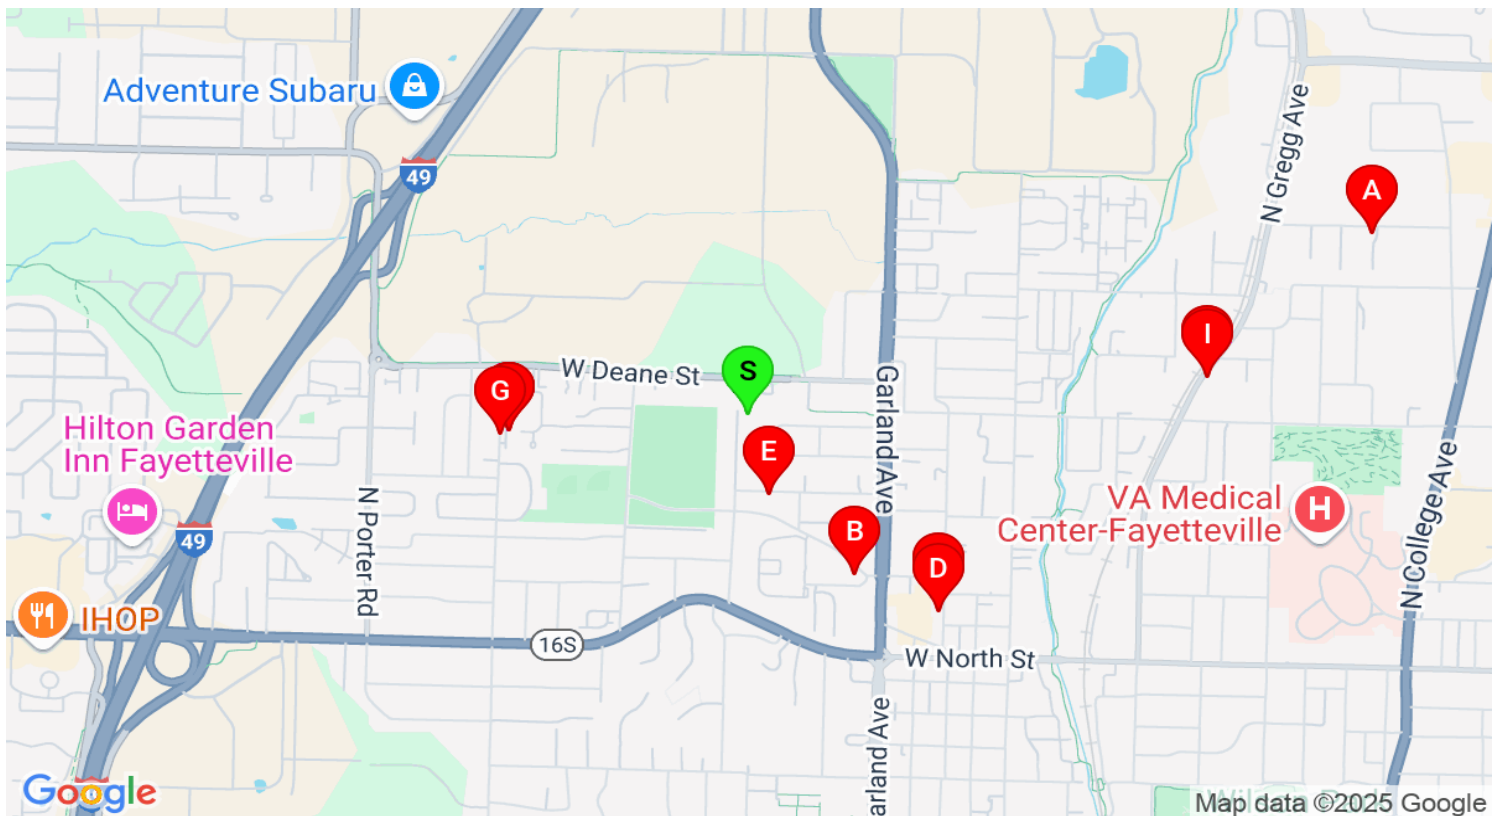 Adventure Subaru
49
N Gregg Ave
A
I
W Deane St
S
G
Garland Ave
Hilton Garden
Inn Fayetteville
E
N Porter Rd
VA Medical
Center-Fayetteville
H
N College Ave
B
D
49
IHOP
16S
W North St
arland Ave
Google
Map data ©2025 Google